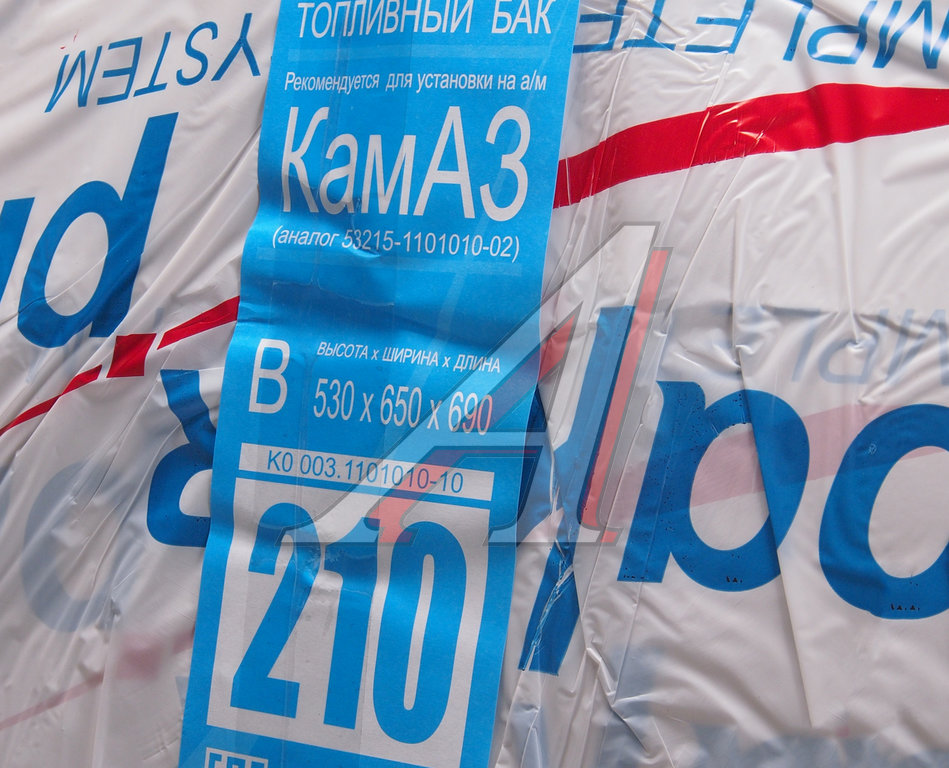 ТОПЛИВНЫЙ БАК
Рекомендуется для установки на а/м
КамАЗ
(аналог 53215-1101010-02)
В
ВЫСОТА х ШИРИНА х ДЛИНА
530 х 650 х 690
К0 003.1101010-10
210
YSTEM
MPLETE